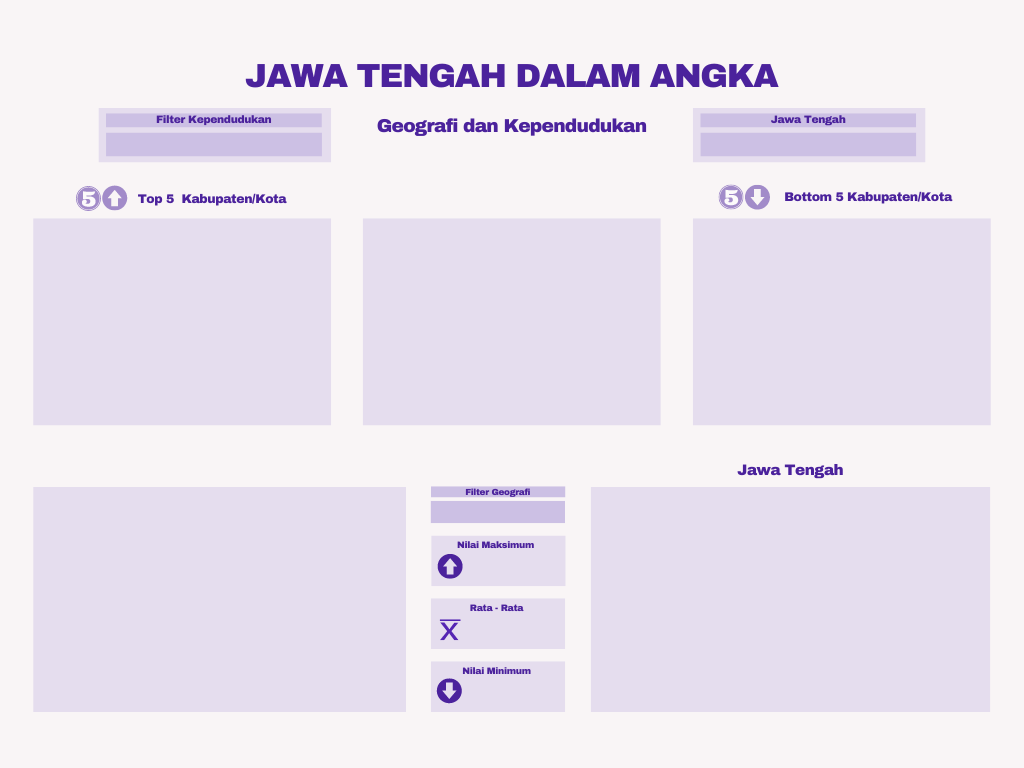 JAWA TENGAH DALAM ANGKA
Filter Kependudukan
Geografi dan Kependudukan
Jawa Tengah
5 Top 5 Kabupaten/Kota
5 Bottom 5 Kabupaten/Kota
Jawa Tengah
Filter Geografi
Nilai Maksimum
Rata - Rata
X̅
Nilai Minimum